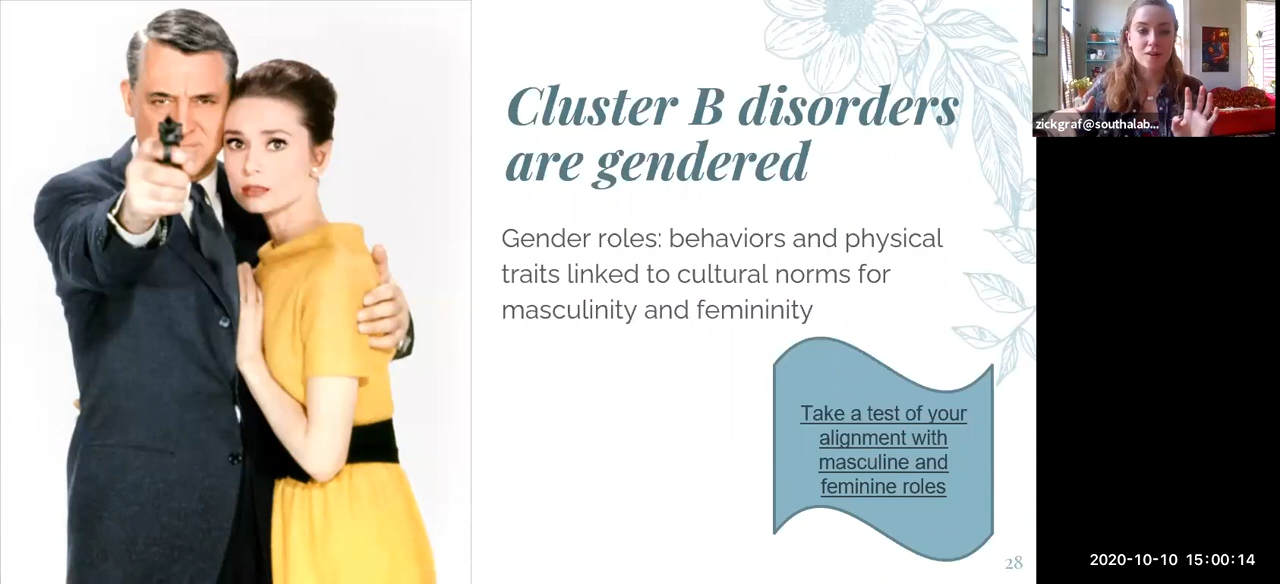 Cluster B disorders
are gendered
Gender roles: behaviors and physical
traits linked to cultural norms for
masculinity and femininity
Take a test of your
alignment with
masculine and
feminine roles
28
zickgraf@southalab...
2020-10-10 15:00:14